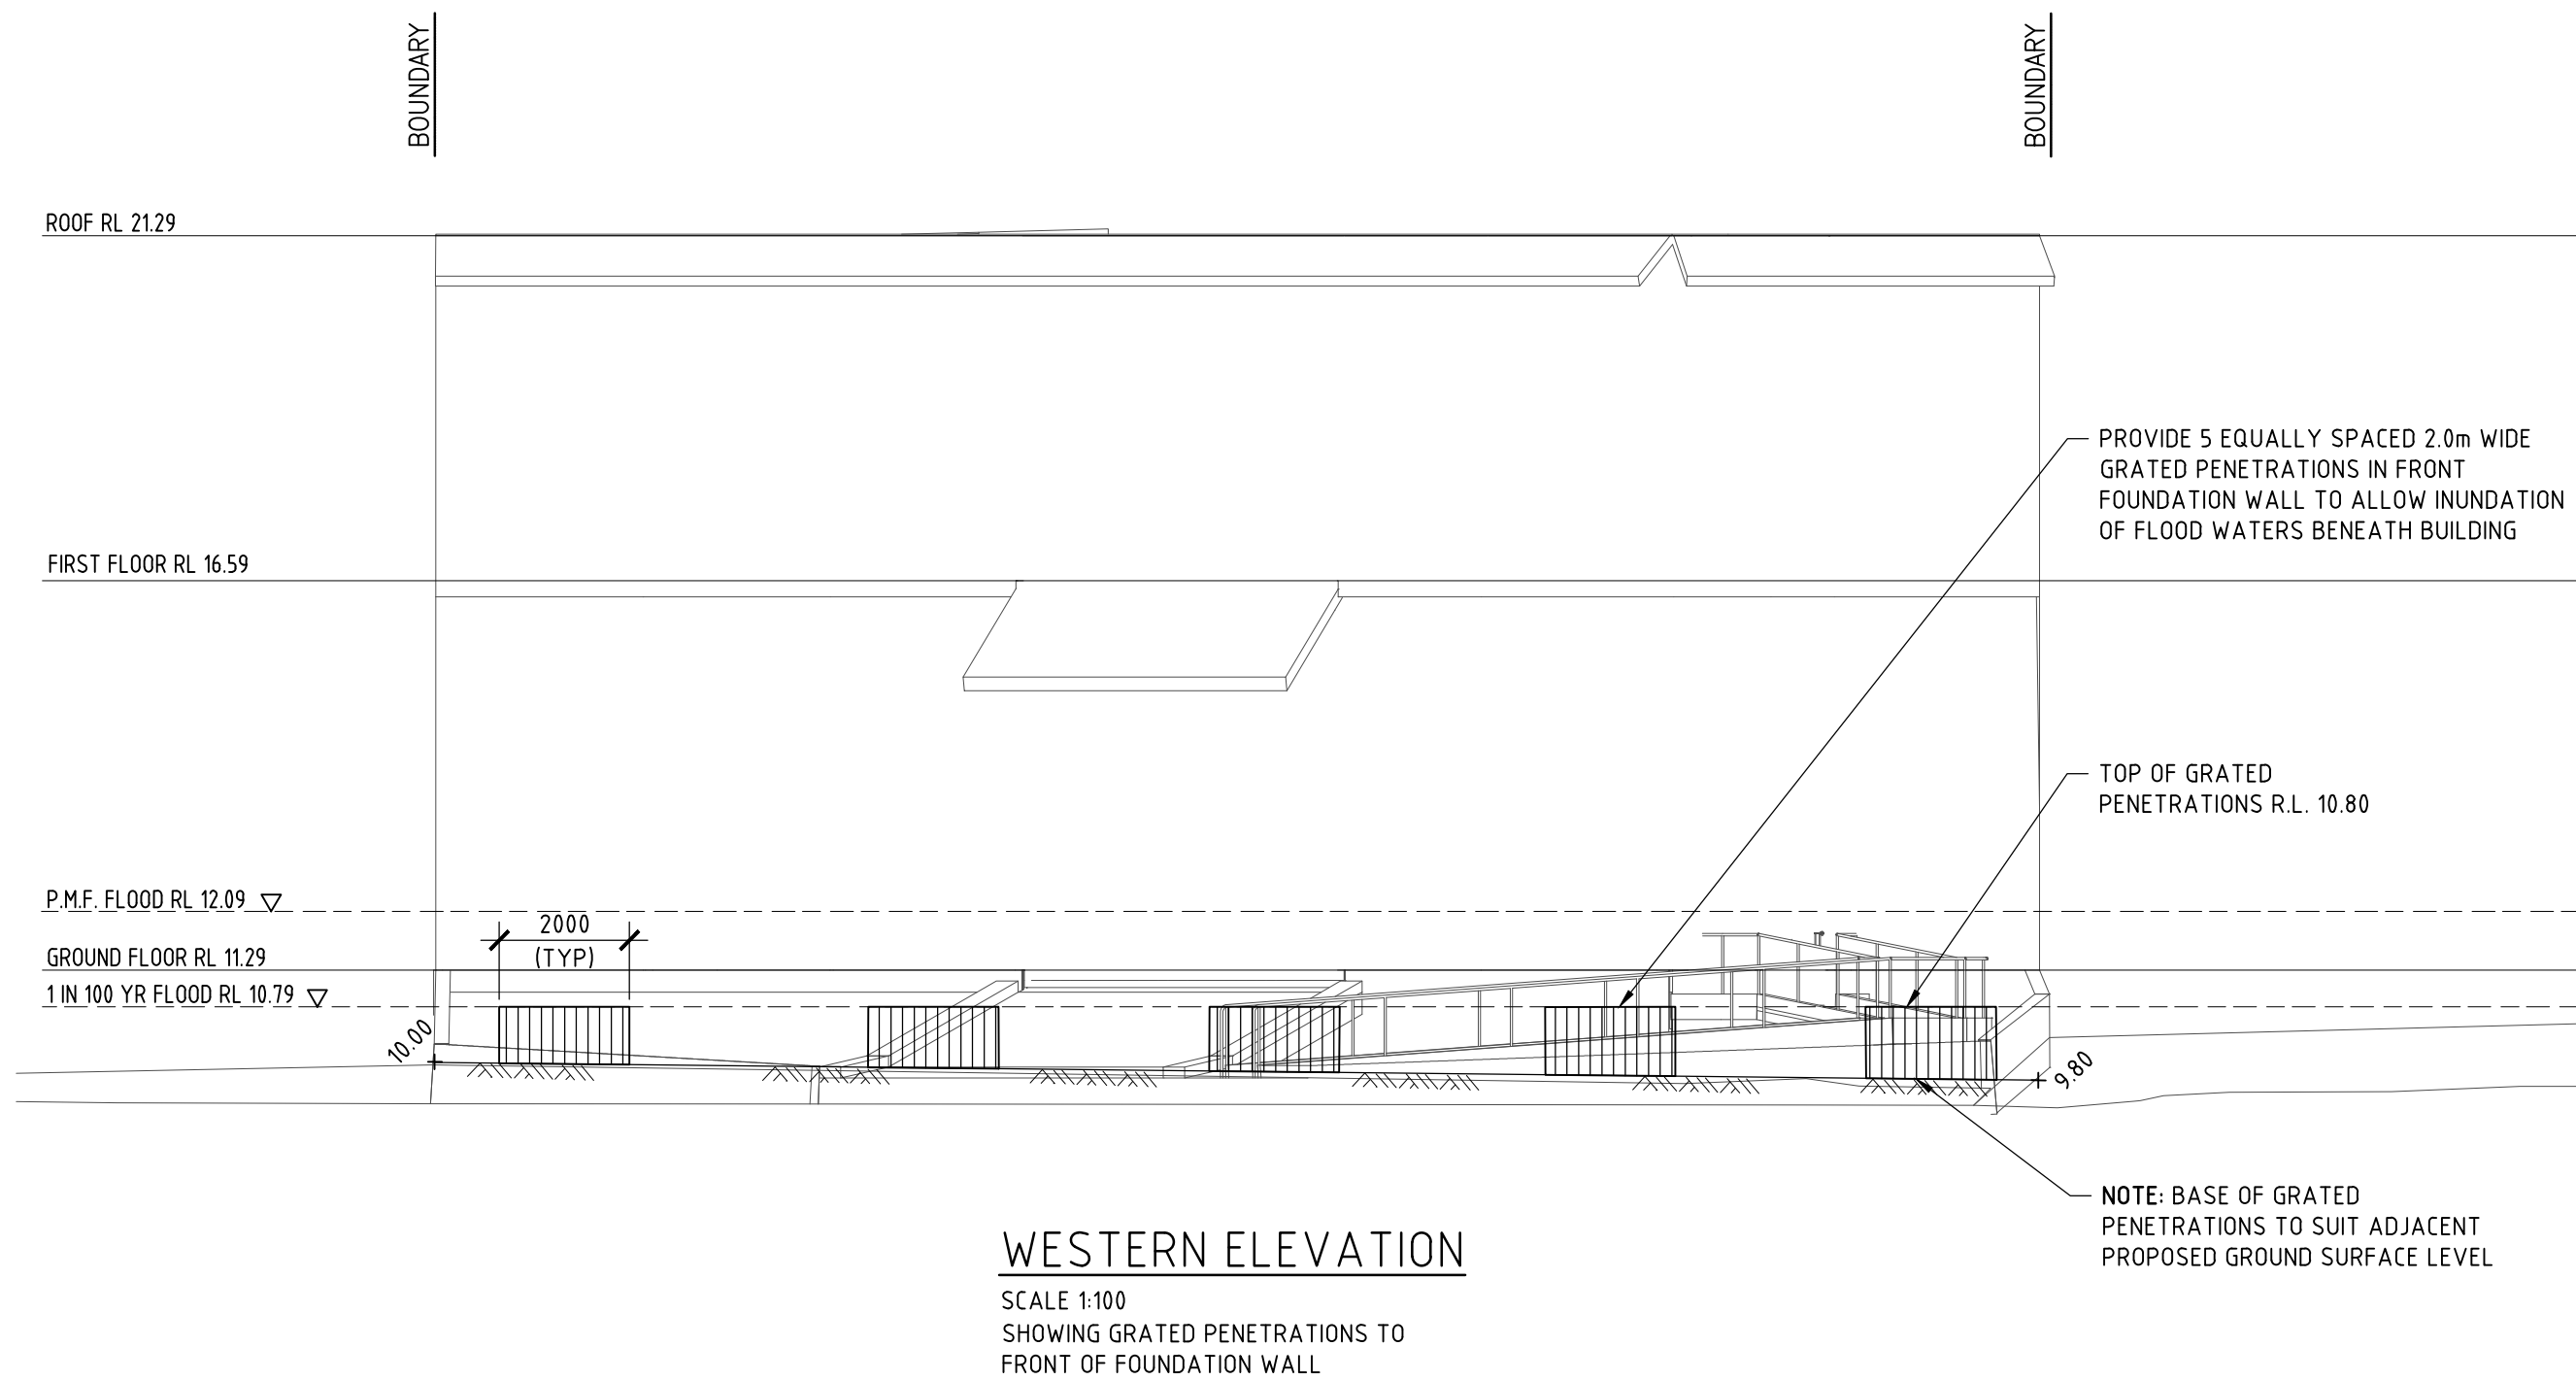 BOUNDARY
BOUNDARY
ROOF RL 21.29
PROVIDE 5 EQUALLY SPACED 2.0m WIDE
GRATED PENETRATIONS IN FRONT
FOUNDATION WALL TO ALLOW INUNDATION
OF FLOOD WATERS BENEATH BUILDING
FIRST FLOOR RL 16.59
TOP OF GRATED
PENETRATIONS R.L. 10.80
P.M.F. FLOOD RL 12.09
2000
(TYP)
GROUND FLOOR RL 11.29
1 IN 100 YR FLOOD RL 10.79
10.00
9.80
NOTE: BASE OF GRATED
PENETRATIONS TO SUIT ADJACENT
PROPOSED GROUND SURFACE LEVEL
WESTERN ELEVATION
SCALE 1:100
SHOWING GRATED PENETRATIONS TO
FRONT OF FOUNDATION WALL